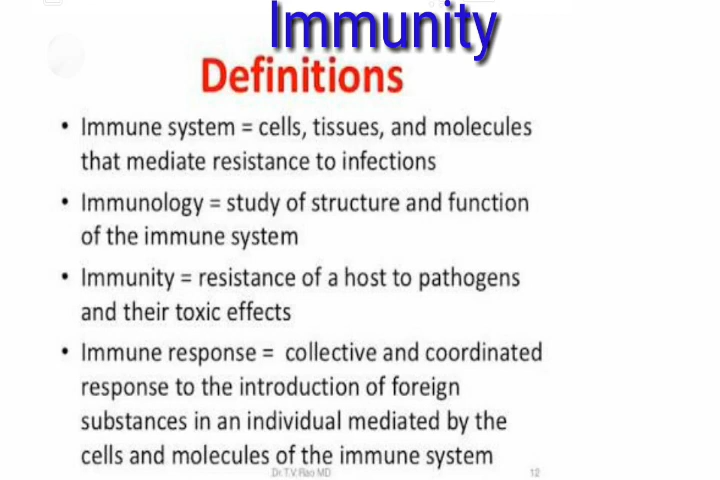 Immunity
Definitions
• Immune system = cells, tissues, and molecules
that mediate resistance to infections
• Immunology = study of structure and function
of the immune system
• Immunity = resistance of a host to pathogens
and their toxic effects
• Immune response = collective and coordinated
response to the introduction of foreign
substances in an individual mediated by the
cells and molecules of the immune system
Dr.T.V.Rao MD 12